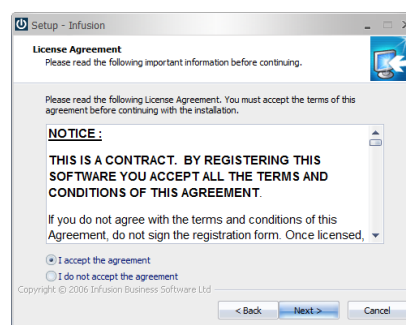 Setup - Infusion
License Agreement
Please read the following important information before continuing.
Please read the following License Agreement. You must accept the terms of this
agreement before continuing with the installation.
NOTICE :
THIS IS A CONTRACT. BY REGISTERING THIS
SOFTWARE YOU ACCEPT ALL THE TERMS AND
CONDITIONS OF THIS AGREEMENT.
If you do not agree with the terms and conditions of this
Agreement, do not sign the registration form. Once licensed,
I accept the agreement
I do not accept the agreement
Copyright © 2006 Infusion Business Software Ltd
< Back Next > Cancel